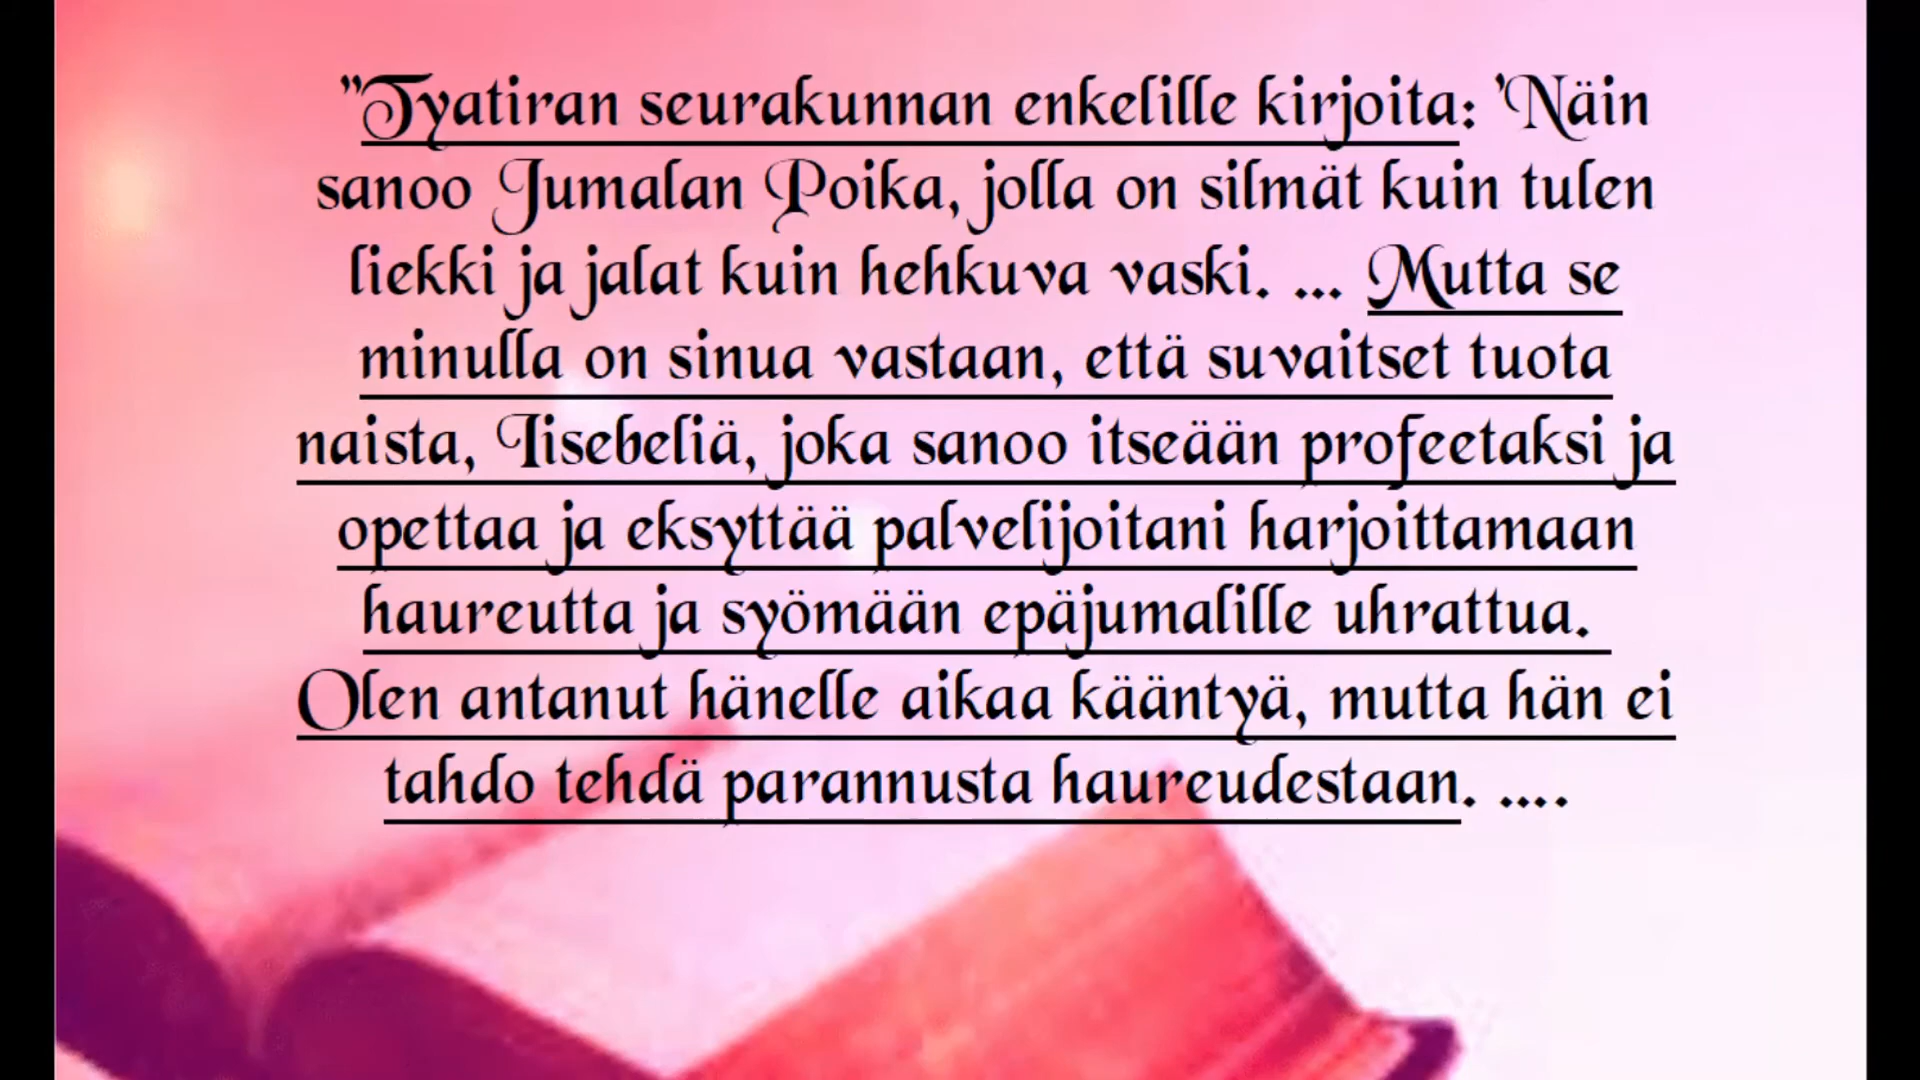 "Tyatiran seurakunnan enkelille kirjoita: 'Näin
sanoo Jumalan Poika, jolla on silmät kuin tulen
liekki ja jalat kuin hehkuva vaski. ... Mutta se
minulla on sinua vastaan, että suvaitset tuota
naista, Iisebeliä, joka sanoo itseään profeetaksi ja
opettaa ja eksyttää palvelijoitani harjoittamaan
haureutta ja syömään epäjumalille uhrattua.
Olen antanut hänelle aikaa kääntyä, mutta hän ei
tahdo tehdä parannusta haureudestaan. ....